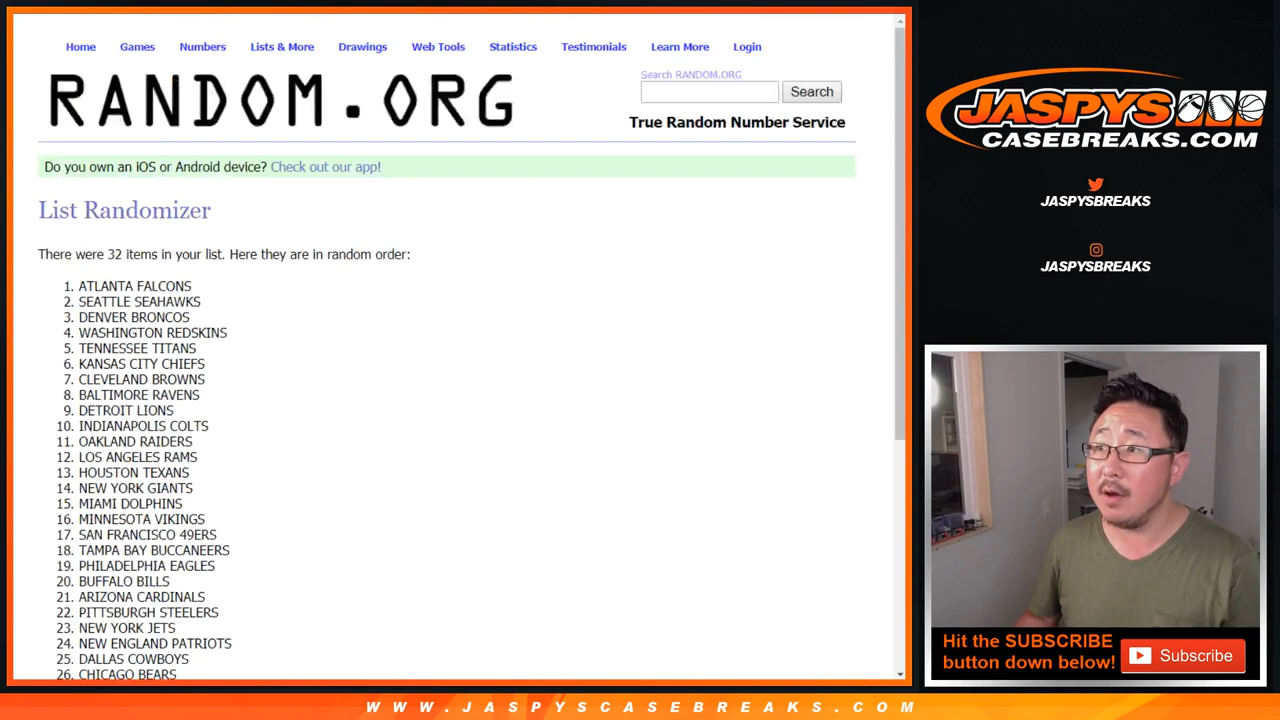 Home Games Numbers Lists & More Drawings Web Tools Statistics Testimonials Learn More Login
RANDOM.ORG
Search RANDOM.ORG
Search
True Random Number Service
Do you own an iOS or Android device? Check out our app!
List Randomizer
There were 32 items in your list. Here they are in random order:
1. ATLANTA FALCONS
2. SEATTLE SEAHAWKS
3. DENVER BRONCOS
4. WASHINGTON REDSKINS
5. TENNESSEE TITANS
6. KANSAS CITY CHIEFS
7. CLEVELAND BROWNS
8. BALTIMORE RAVENS
9. DETROIT LIONS
10. INDIANAPOLIS COLTS
11. OAKLAND RAIDERS
12. LOS ANGELES RAMS
13. HOUSTON TEXANS
14. NEW YORK GIANTS
15. MIAMI DOLPHINS
16. MINNESOTA VIKINGS
17. SAN FRANCISCO 49ERS
18. TAMPA BAY BUCCANEERS
19. PHILADELPHIA EAGLES
20. BUFFALO BILLS
21. ARIZONA CARDINALS
22. PITTSBURGH STEELERS
23. NEW YORK JETS
24. NEW ENGLAND PATRIOTS
25. DALLAS COWBOYS
26. CHICAGO BEARS
JASPYS
CASEBREAKS.COM
JASPYSBREAKS
JASPYSBREAKS
Hit the SUBSCRIBE
button down below!
Subscribe
WWW.JASPYSCASEBREAKS.COM